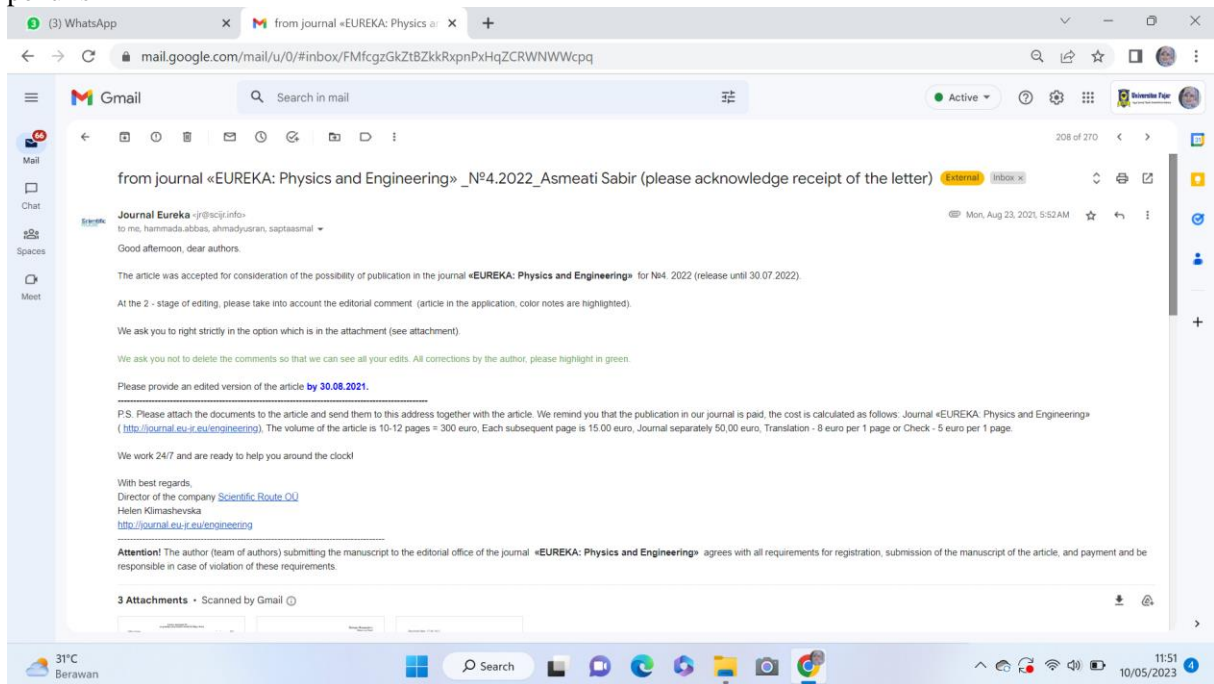 (3) WhatsApp
from journal «EUREKA: Physics a
mail.google.com/mail/u/0/#inbox/FMfcgzGkZtBZkkRxpnPxHqZCRWNWWcpq
Gmail
Search in mail
Active
Universitas Fajar
66
Mail
Chat
Spaces
Meet
208 of 270
from journal «EUREKA: Physics and Engineering» _№4.2022_Asmeati Sabir (please acknowledge receipt of the letter) External Inbox x
Journal Eureka <jr@scijr.info>
Mon, Aug 23, 2021, 5:52 AM
to me, hammada.abbas, ahmadyusran, saptaasmal
Good afternoon, dear authors.
The article was accepted for consideration of the possibility of publication in the journal «EUREKA: Physics and Engineering» for №4. 2022 (release until 30.07.2022).
At the 2 - stage of editing, please take into account the editorial comment (article in the application, color notes are highlighted).
We ask you to right strictly in the option which is in the attachment (see attachment).
We ask you not to delete the comments so that we can see all your edits. All corrections by the author, please highlight in green.
Please provide an edited version of the article by 30.08.2021.
P.S. Please attach the documents to the article and send them to this address together with the article. We remind you that the publication in our journal is paid, the cost is calculated as follows: Journal «EUREKA: Physics and Engineering»
( http://journal.eu-jr.eu/engineering), The volume of the article is 10-12 pages = 300 euro, Each subsequent page is 15.00 euro, Journal separately 50,00 euro, Translation - 8 euro per 1 page or Check - 5 euro per 1 page.
We work 24/7 and are ready to help you around the clock!
With best regards,
Director of the company Scientific Route OÜ
Helen Klimashevska
http://journal.eu-jr.eu/engineering
Attention! The author (team of authors) submitting the manuscript to the editorial office of the journal «EUREKA: Physics and Engineering» agrees with all requirements for registration, submission of the manuscript of the article, and payment and be
responsible in case of violation of these requirements.
3 Attachments • Scanned by Gmail
31°C
Berawan
Search
11:51
10/05/2023
4